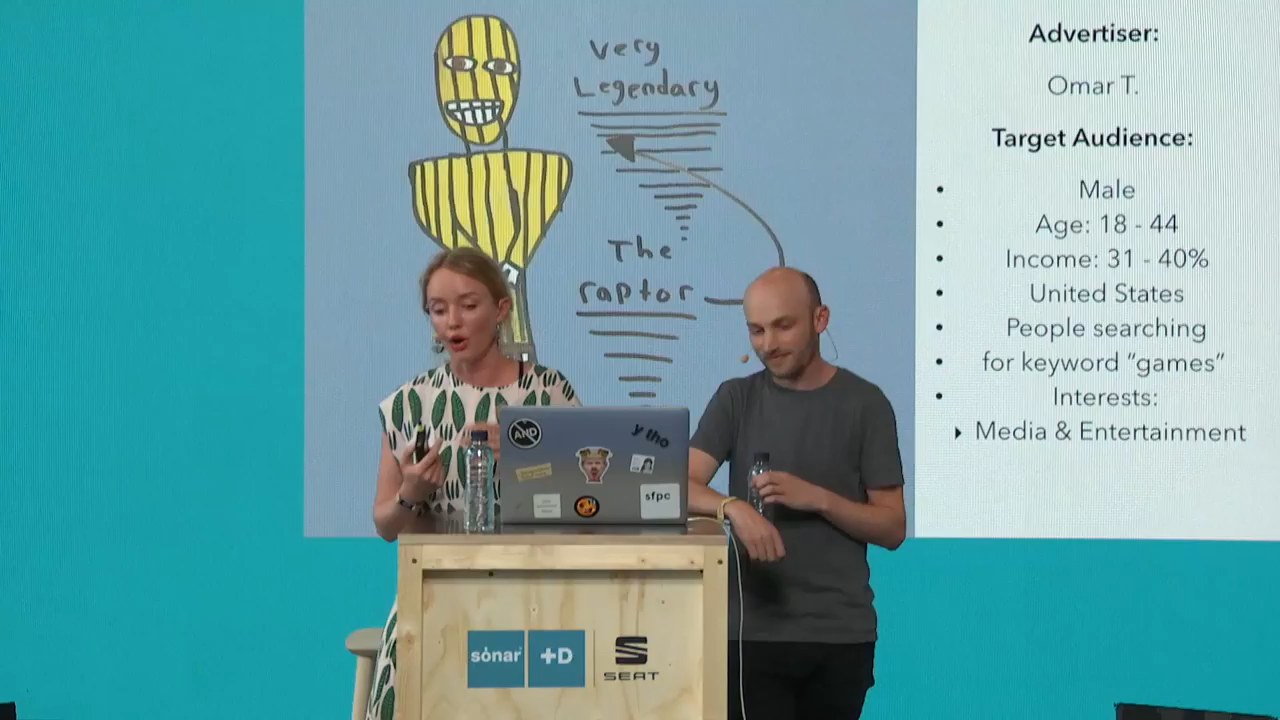 Very
Legendary
The
raptor
Advertiser:
Omar T.
Target Audience:
Male
Age: 18 - 44
Income: 31 - 40%
United States
People searching
for keyword "games"
Interests:
Media & Entertainment
AND
y tho
sfpc
sónar
+D
SEAT